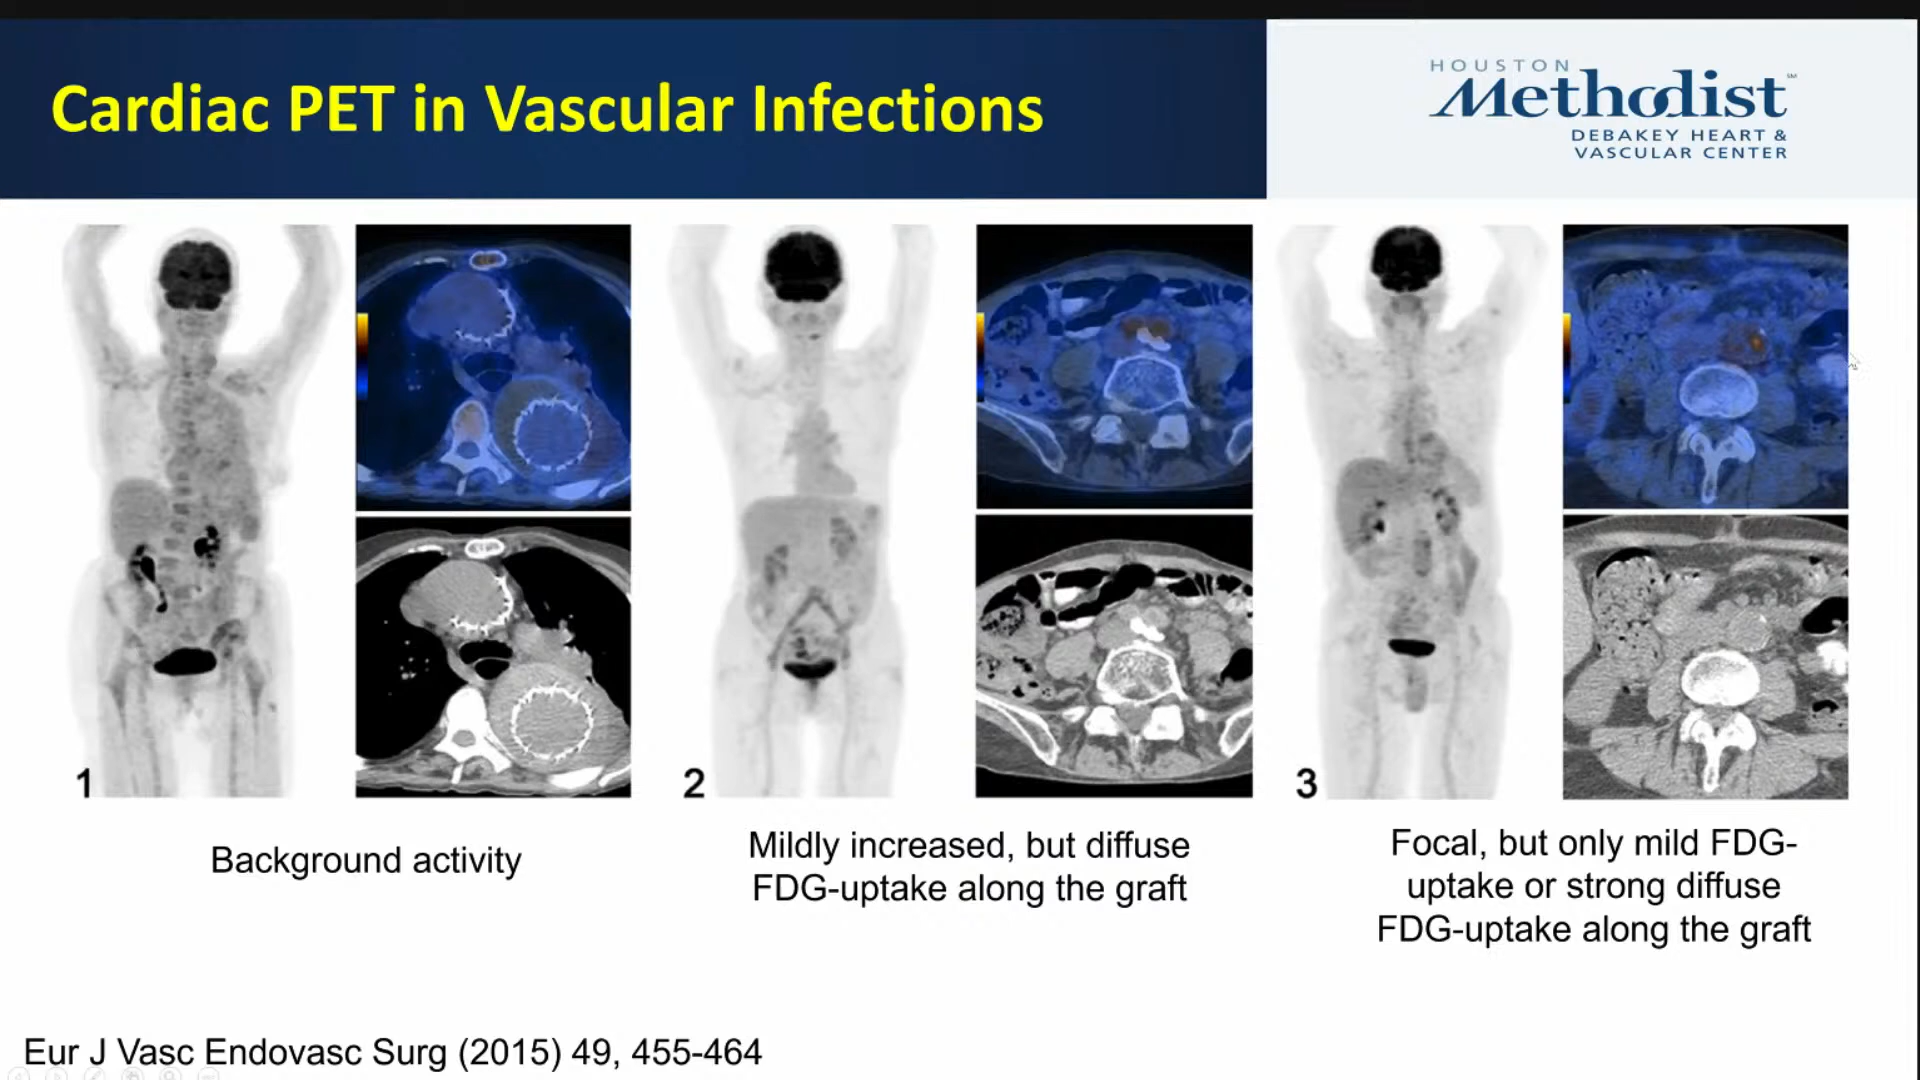 Cardiac PET in Vascular Infections
HOUSTON
Methodist
SM
DEBAKEY HEART &
VASCULAR CENTER
1
2
3
Background activity
Mildly increased, but diffuse
FDG-uptake along the graft
Focal, but only mild FDG-
uptake or strong diffuse
FDG-uptake along the graft
Eur J Vasc Endovasc Surg (2015) 49, 455-464